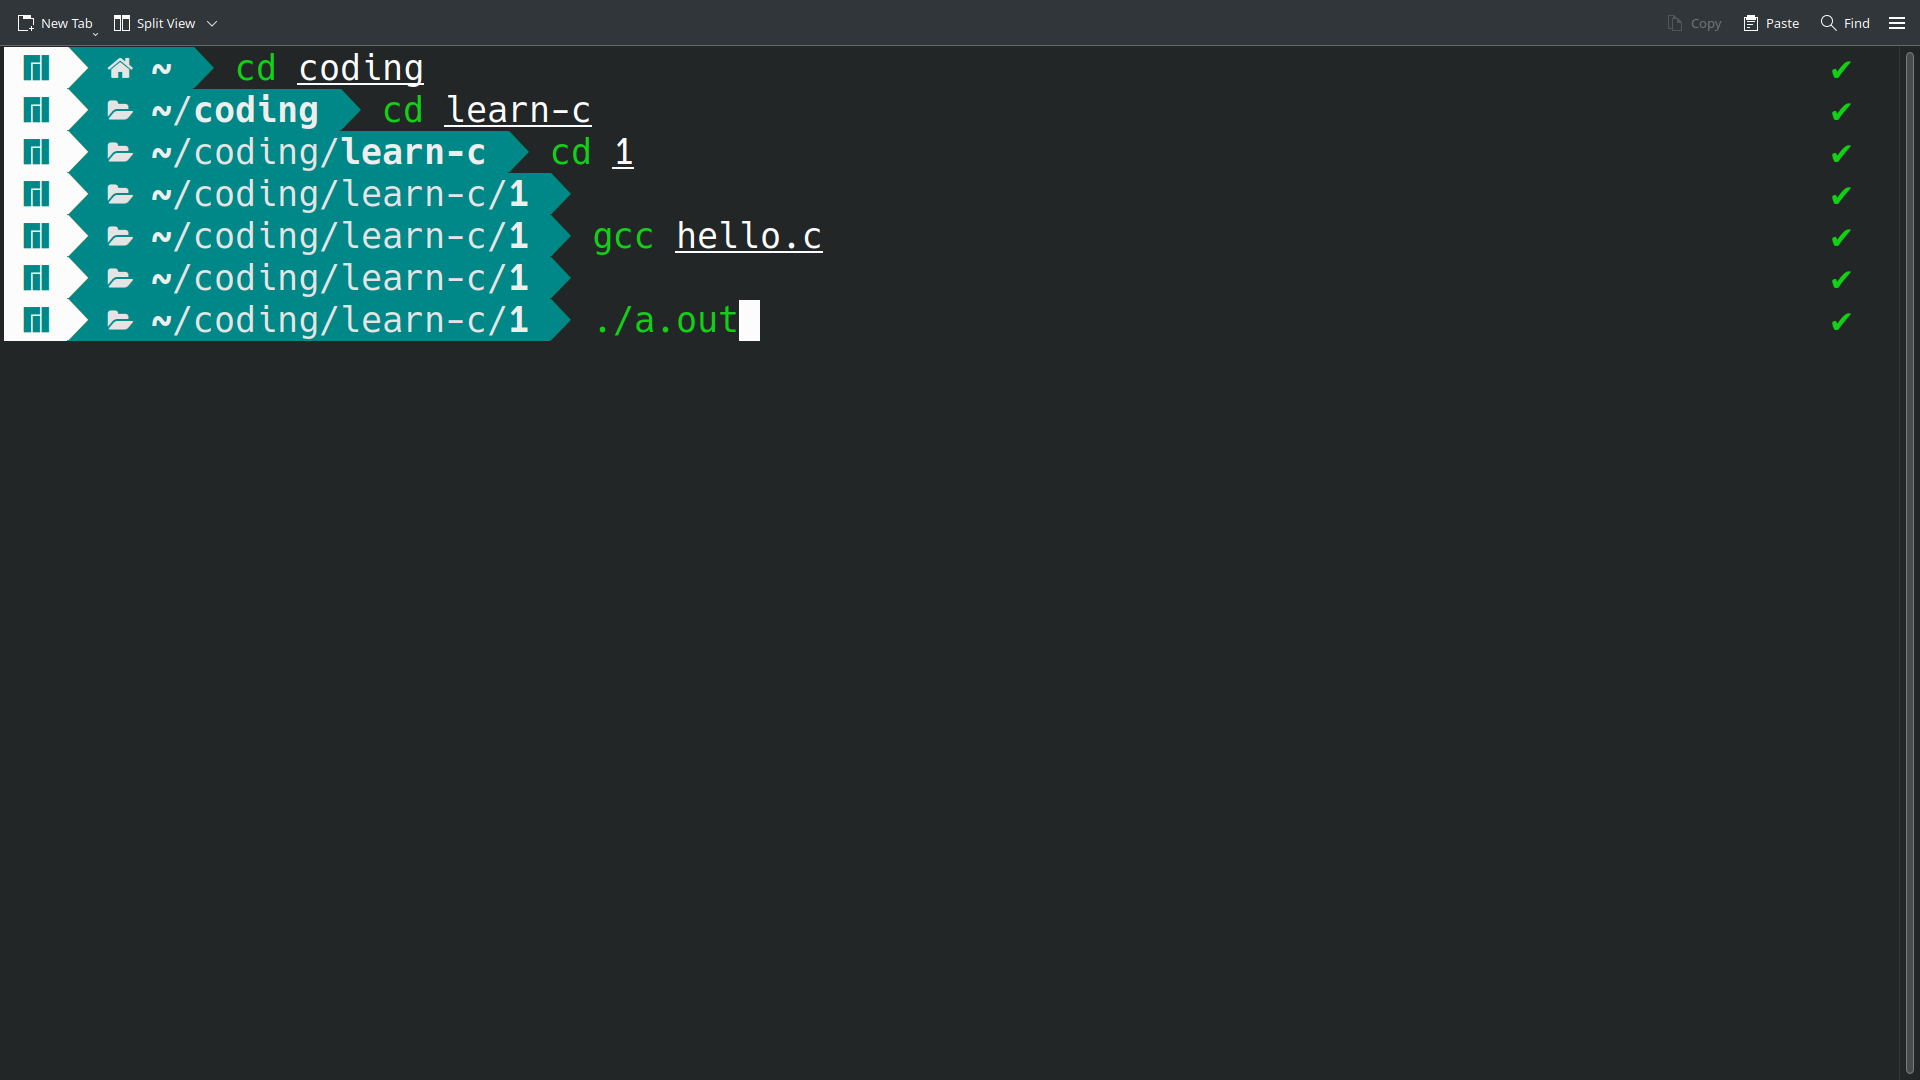 New Tab Split View Copy Paste Find
~ cd coding ✔
~/coding cd learn-c ✔
~/coding/learn-c cd 1 ✔
~/coding/learn-c/1 ✔
~/coding/learn-c/1 gcc hello.c ✔
~/coding/learn-c/1 ✔
~/coding/learn-c/1 ./a.out ✔